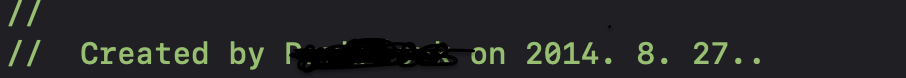 //
// Created by on 2014. 8. 27..